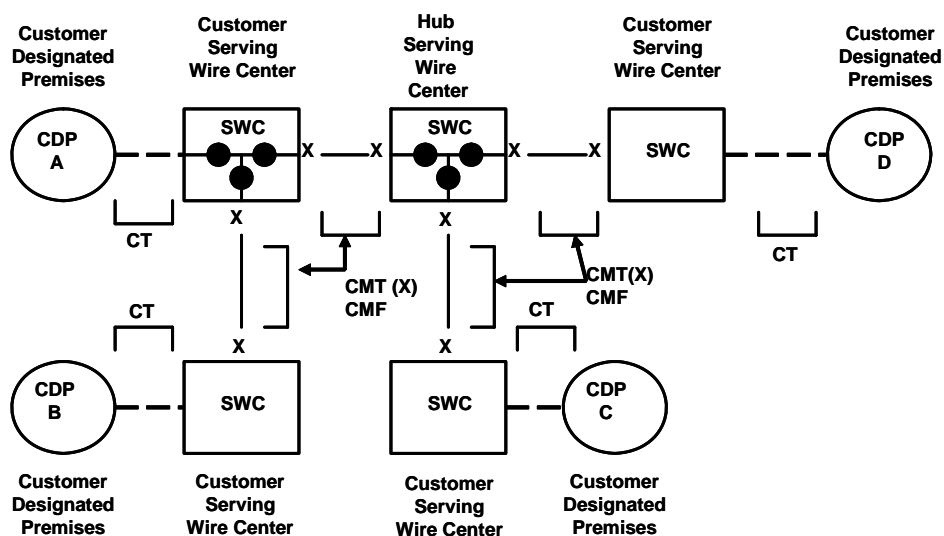 Customer
Designated
Premises
Customer
Serving
Wire Center
Hub
Serving
Wire
Center
Customer
Serving
Wire Center
Customer
Designated
Premises
CDP
A
SWC
X
X
SWC
X
X
SWC
CDP
D
CT
X
X
CT
CMT (X)
CMF
CMT(X)
CMF
CT
CT
X
X
CDP
B
SWC
SWC
CDP
C
Customer
Designated
Premises
Customer
Serving
Wire Center
Customer
Serving
Wire Center
Customer
Designated
Premises